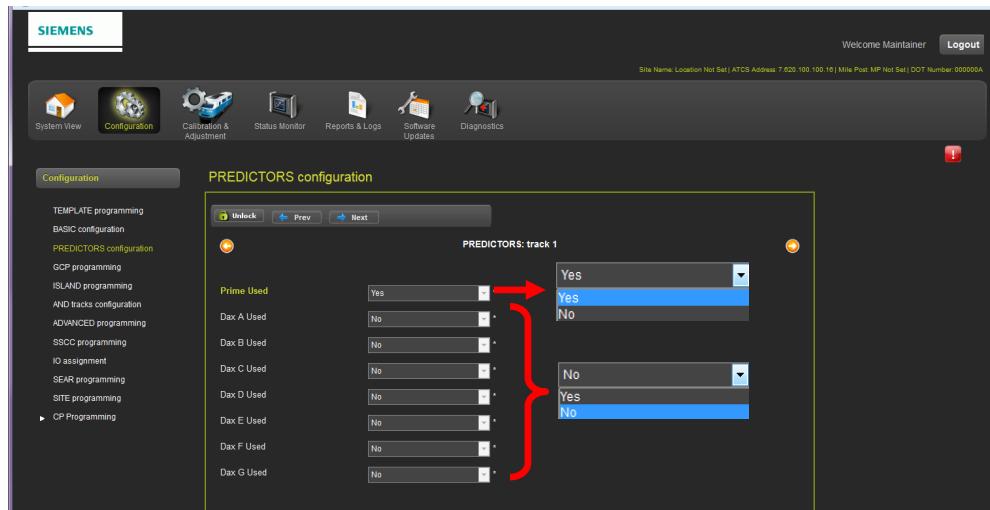 SIEMENS
Welcome Maintainer
Logout
Site Name: Location Not Set | ATCS Address: 7.620.100.100.16 | Mile Post: MP Not Set | DOT Number: 000000A
System View
Configuration
Calibration &
Adjustment
Status Monitor
Reports & Logs
Software
Updates
Diagnostics
Configuration
PREDICTORS configuration
TEMPLATE programming
BASIC configuration
PREDICTORS configuration
GCP programming
ISLAND programming
AND tracks configuration
ADVANCED programming
SSCC programming
IO assignment
SEAR programming
SITE programming
CP Programming
Unlock
Prev
Next
PREDICTORS: track 1
Prime Used
Yes
*
Dax A Used
No
*
Dax B Used
No
*
Dax C Used
No
*
Dax D Used
No
*
Dax E Used
No
*
Dax F Used
No
*
Dax G Used
No
*
Yes
Yes
No
No
Yes
No